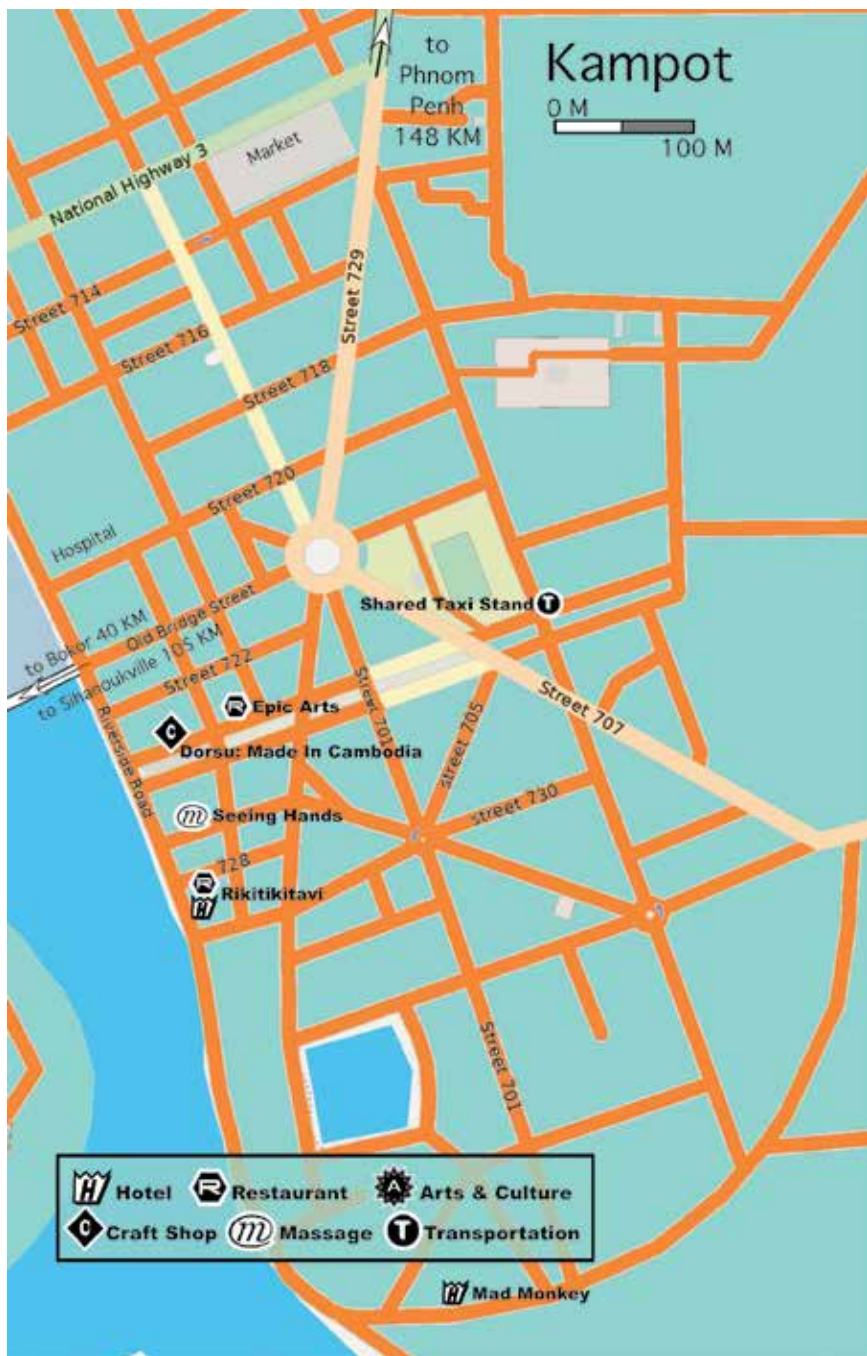 Kampot
0 M
100 M
to
Phnom
Penh
148 KM
Market
National Highway 3
Street 714
Street 716
Street 718
Street 729
Street 720
Hospital
Old Bridge Street
to Bokor 40 KM
to Sihanoukville 105 KM
Street 722
Shared Taxi Stand T
R Epic Arts
C
Dorsu: Made In Cambodia
Riverside Road
Street 701
street 705
Street 707
street 730
m Seeing Hands
728
R
H Rikitikitavi
Street 701
H Hotel R Restaurant A Arts & Culture
C Craft Shop m Massage T Transportation
H Mad Monkey